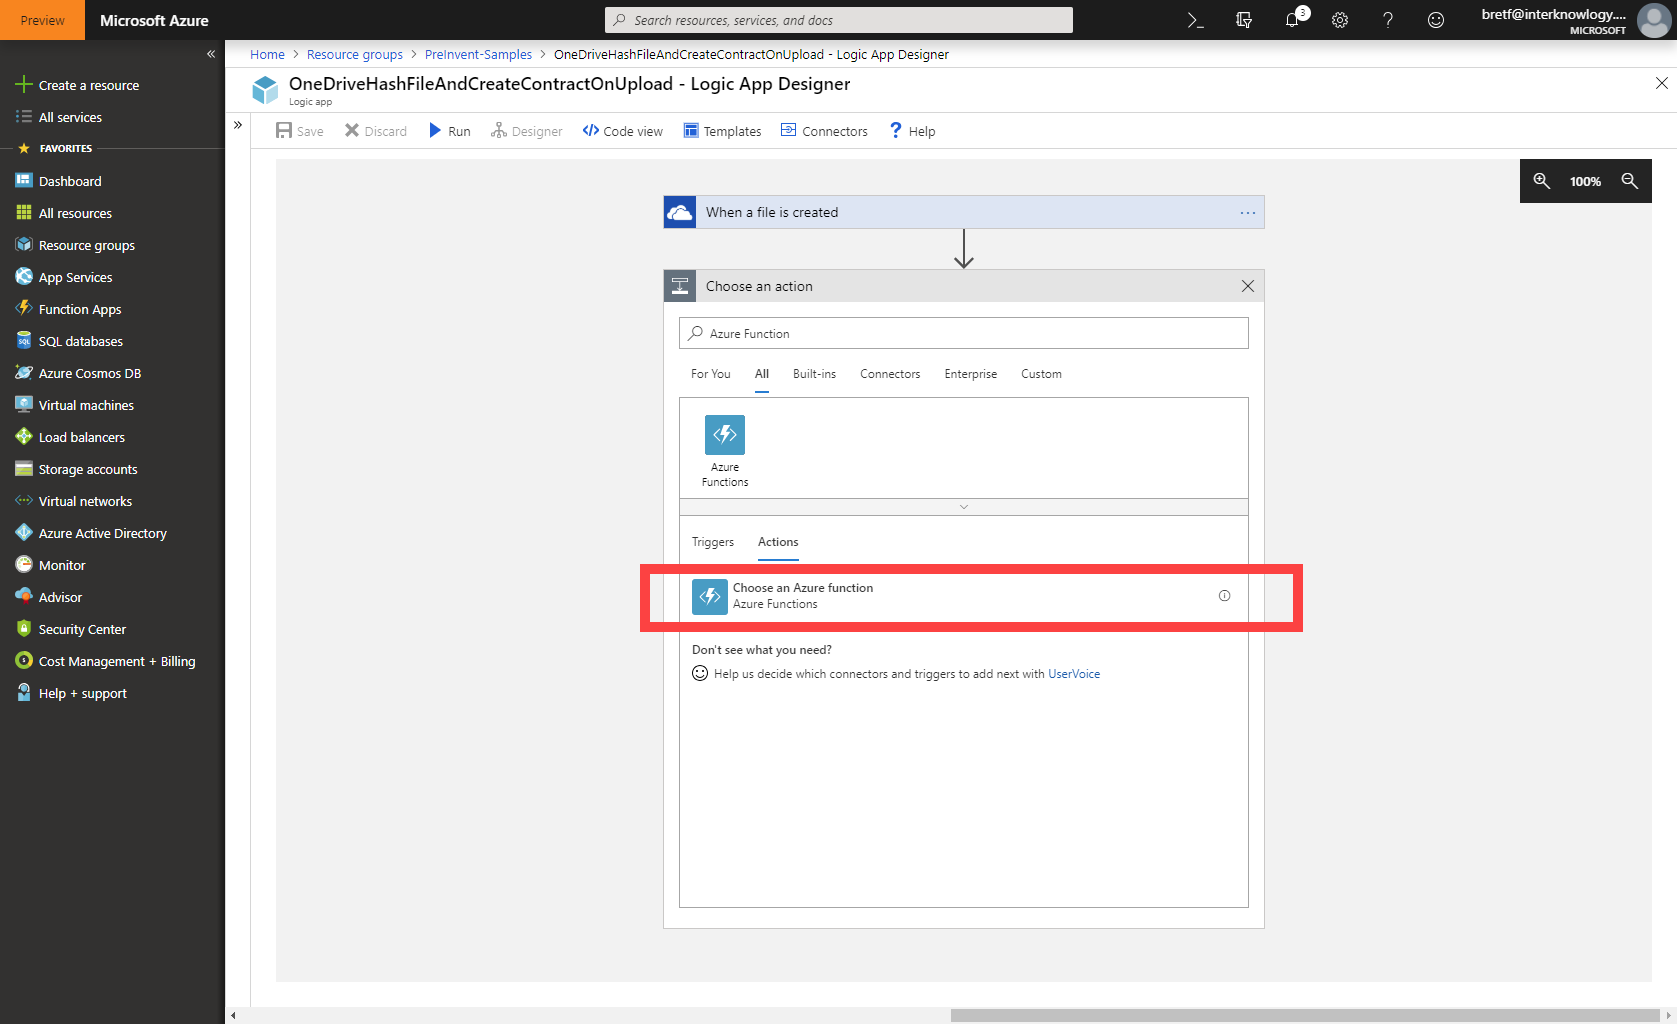 Preview
Microsoft Azure
Search resources, services, and docs
3
bretf@interknowlogy....
MICROSOFT
Create a resource
All services
FAVORITES
Dashboard
All resources
Resource groups
App Services
Function Apps
SQL databases
Azure Cosmos DB
Virtual machines
Load balancers
Storage accounts
Virtual networks
Azure Active Directory
Monitor
Advisor
Security Center
Cost Management + Billing
Help + support
Home > Resource groups > PreInvent-Samples > OneDriveHashFileAndCreateContractOnUpload - Logic App Designer
OneDriveHashFileAndCreateContractOnUpload - Logic App Designer
Logic app
Save Discard Run Designer Code view Templates Connectors Help
100%
When a file is created
Choose an action
Azure Function
For You All Built-ins Connectors Enterprise Custom
Azure
Functions
Triggers Actions
Choose an Azure function
Azure Functions
Don't see what you need?
Help us decide which connectors and triggers to add next with UserVoice